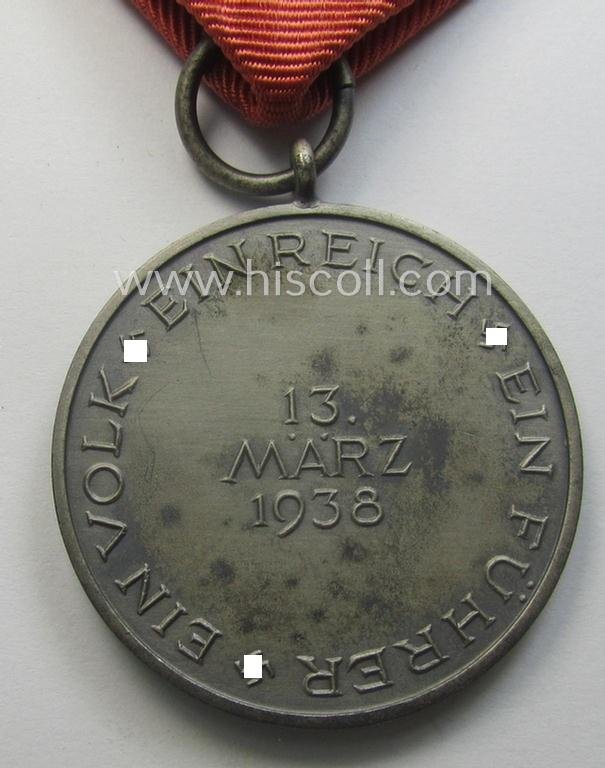 www.hiscoll.com
EIN VOLK EIN REICH EIN FÜHRER
13.
MÄRZ
1938